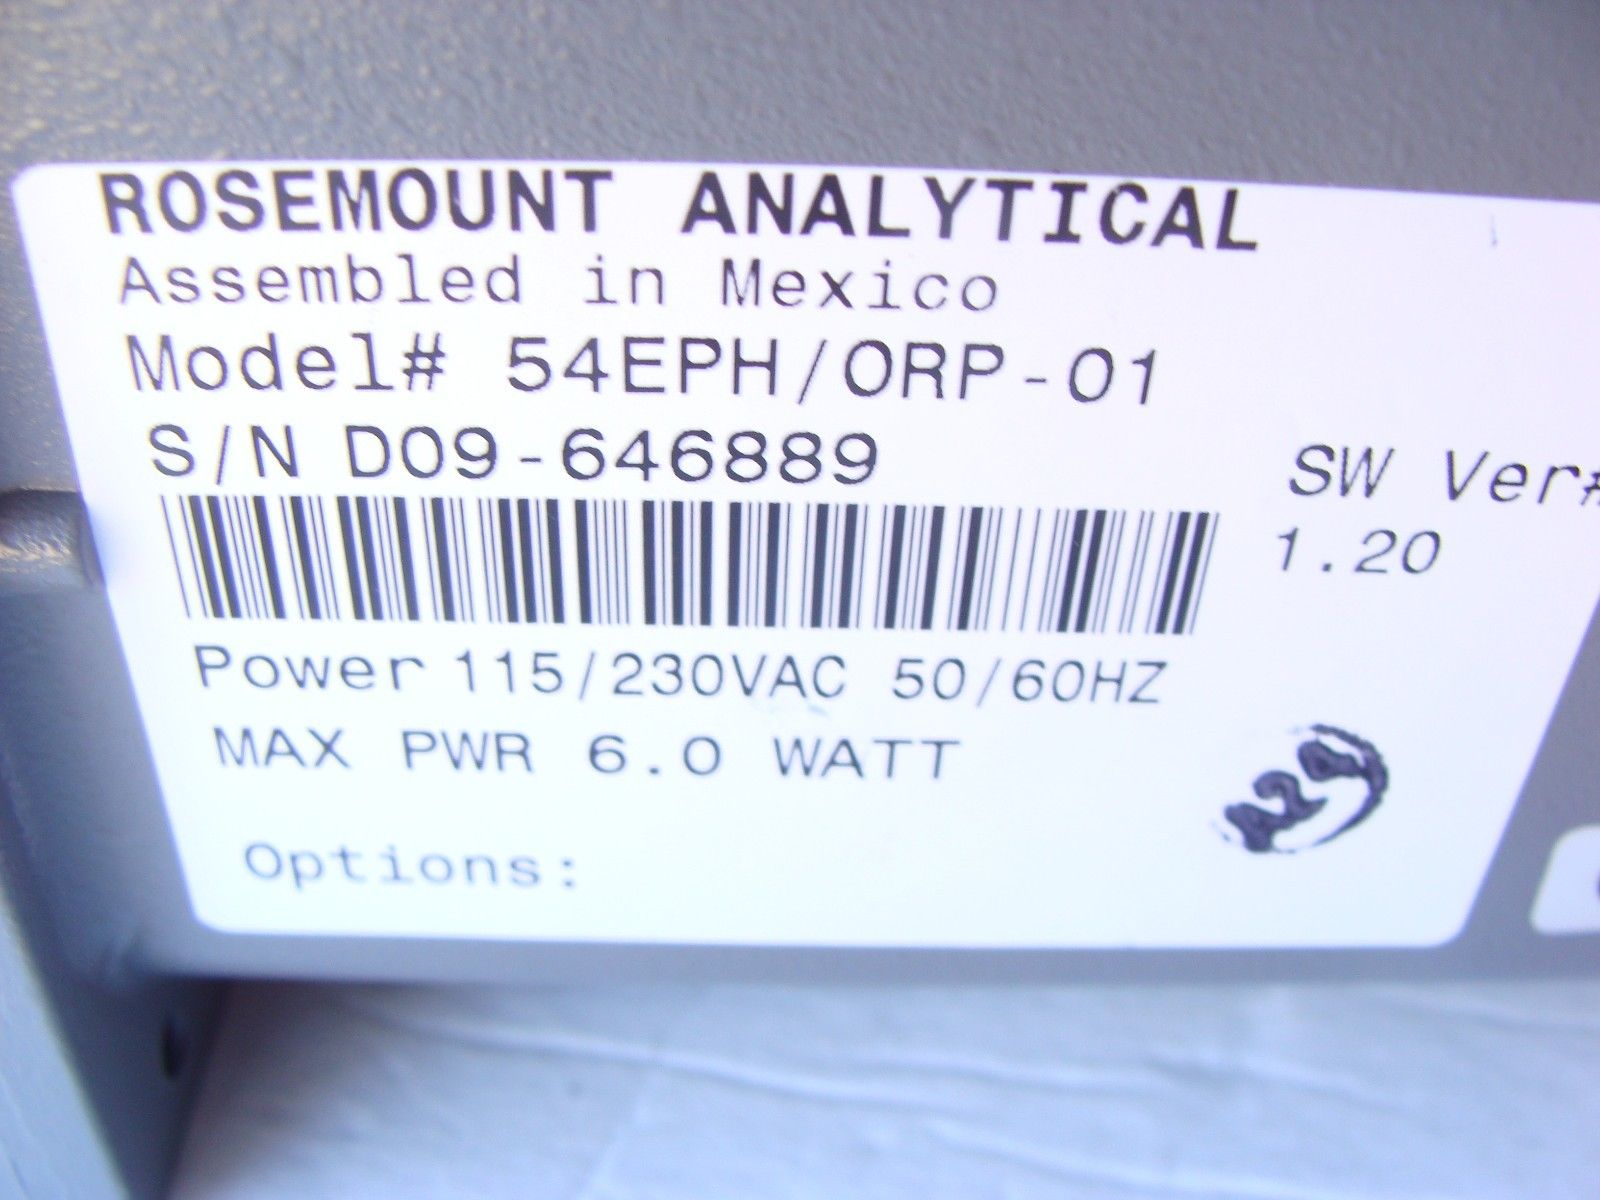 ROSEMOUNT ANALYTICAL
Assembled in Mexico
Model# 54EPH/ORP-01
S/N D09-646889
SW Ver#
1.20
Power 115/230VAC 50/60HZ
MAX PWR 6.0 WATT
Options: